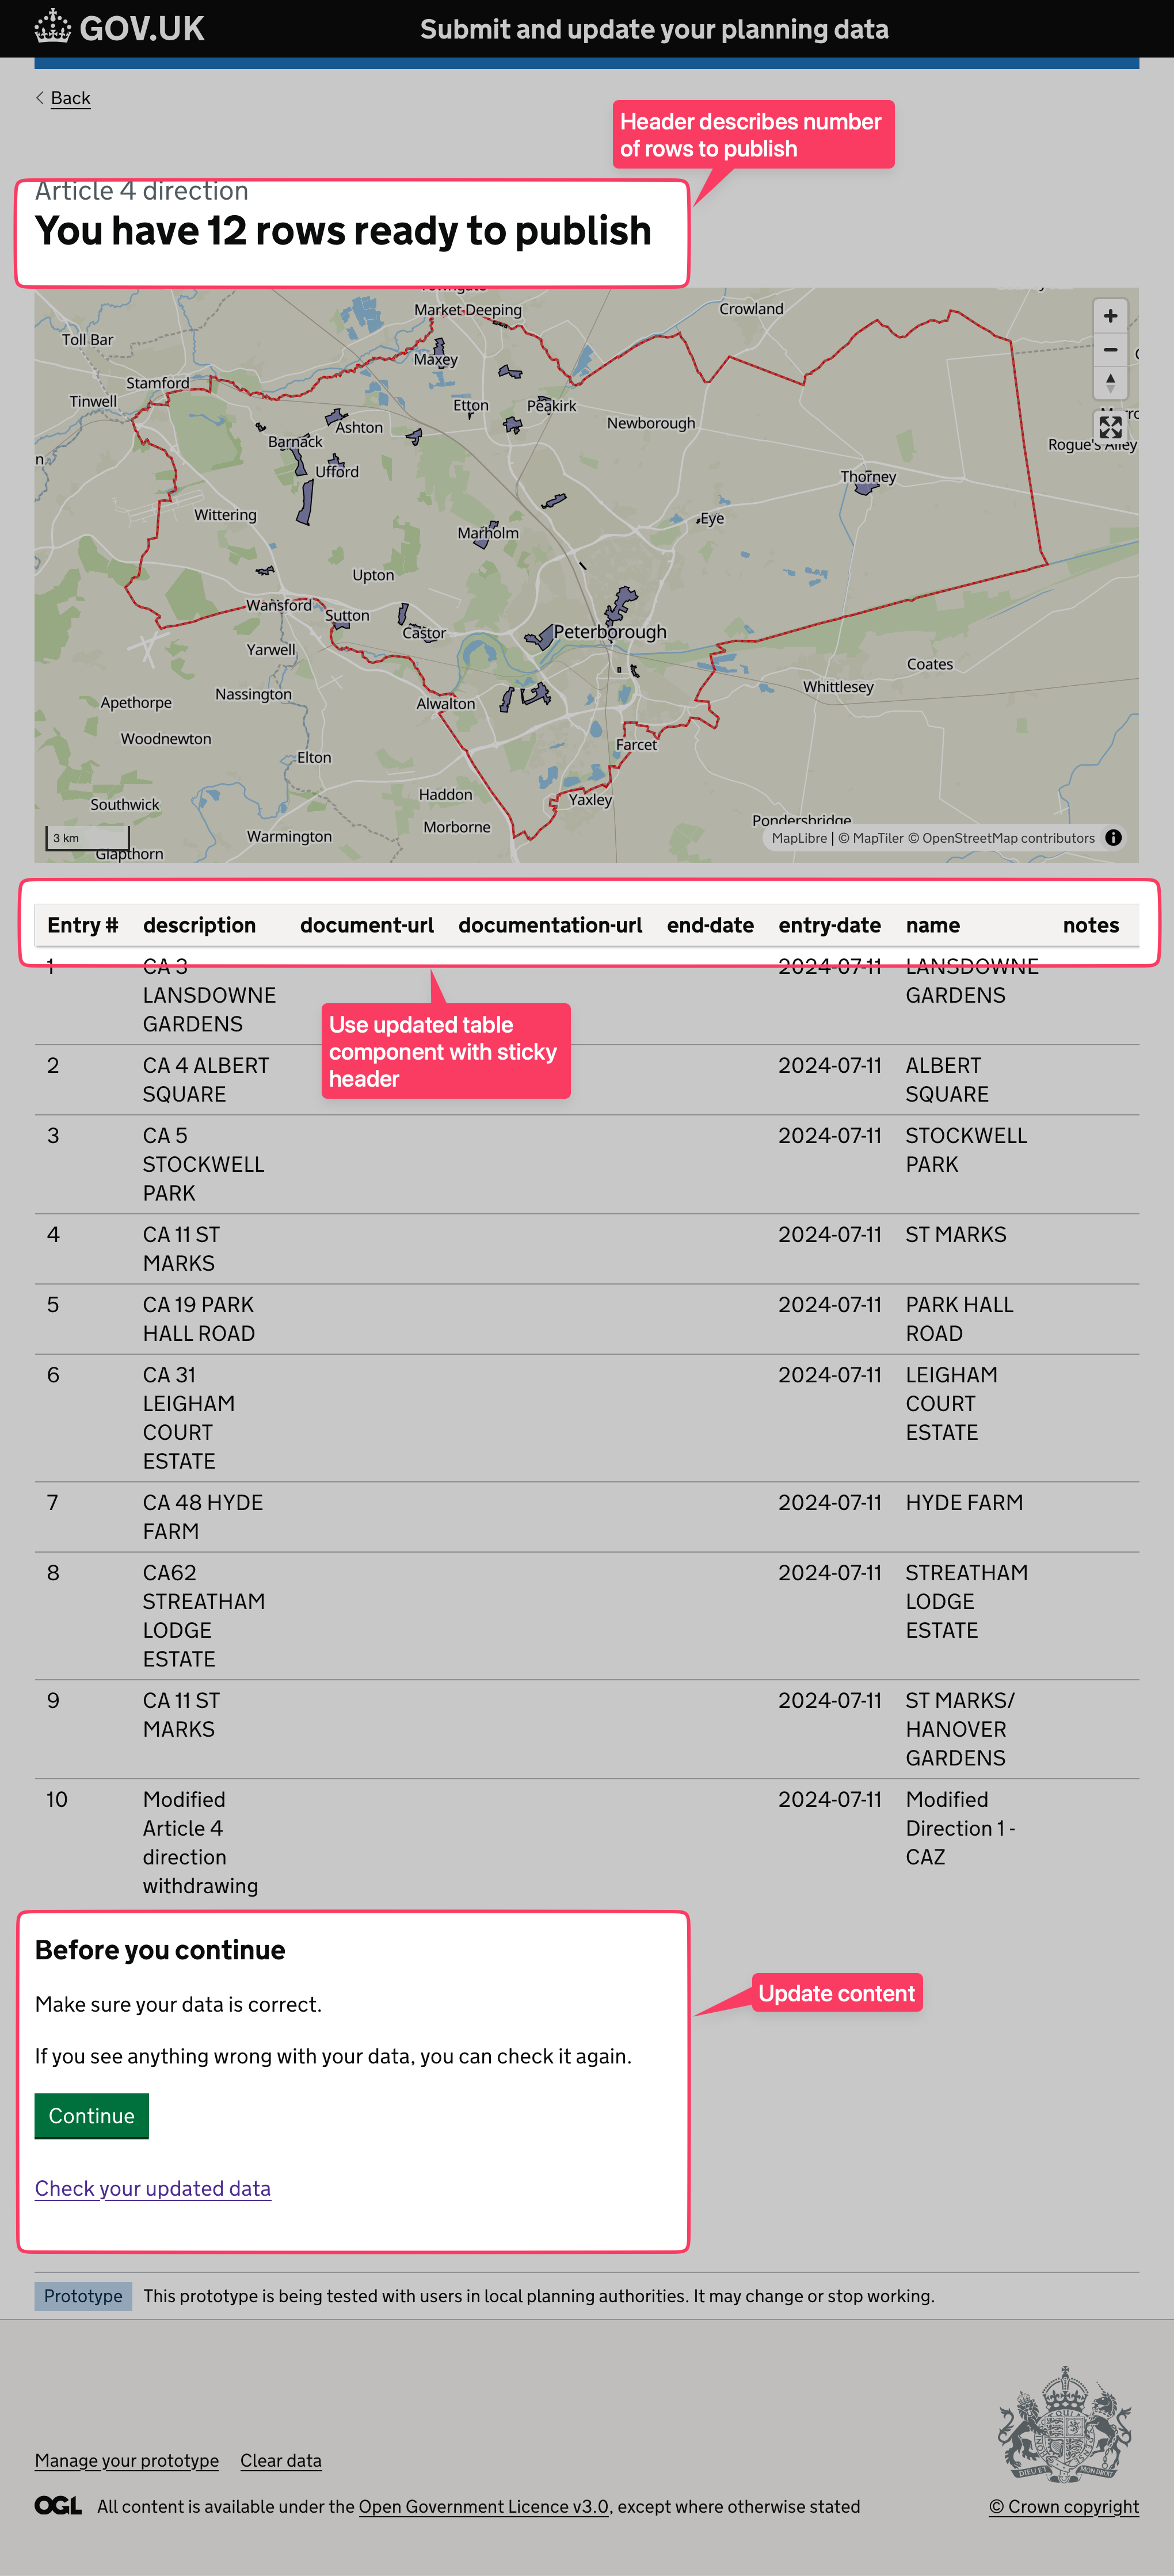 GOV.UK
Submit and update your planning data
Back
Header describes number
of rows to publish
Article 4 direction
You have 12 rows ready to publish
Market Deeping
Crowland
Toll Bar
Maxey
Stamford
Tinwell
Etton
Peakirk
Ashton
Newborough
Barnack
Rogue's Alley
Ufford
Thorney
Wittering
Eye
Marholm
Upton
Wansford
Sutton
Castor
Peterborough
Yarwell
Coates
Nassington
Whittlesey
Apethorpe
Alwalton
Woodnewton
Farcet
Elton
Haddon
Yaxley
Southwick
Pondersbridge
Morborne
Warmington
3 km
MapLibre | © MapTiler © OpenStreetMap contributors
Glapthorn
Entry # description document-url documentation-url end-date entry-date name notes
1 CA 3 2024-07-11 LANSDOWNE
LANSDOWNE GARDENS
GARDENS
Use updated table
component with sticky
header
2 CA 4 ALBERT 2024-07-11 ALBERT
SQUARE SQUARE
3 CA 5 2024-07-11 STOCKWELL
STOCKWELL PARK
PARK
4 CA 11 ST 2024-07-11 ST MARKS
MARKS
5 CA 19 PARK 2024-07-11 PARK HALL
HALL ROAD ROAD
6 CA 31 2024-07-11 LEIGHAM
LEIGHAM COURT
COURT ESTATE
ESTATE
7 CA 48 HYDE 2024-07-11 HYDE FARM
FARM
8 CA62 2024-07-11 STREATHAM
STREATHAM LODGE
LODGE ESTATE
ESTATE
9 CA 11 ST 2024-07-11 ST MARKS/
MARKS HANOVER
GARDENS
10 Modified 2024-07-11 Modified
Article 4 Direction 1 -
direction CAZ
withdrawing
Before you continue
Make sure your data is correct.
Update content
If you see anything wrong with your data, you can check it again.
Continue
Check your updated data
Prototype This prototype is being tested with users in local planning authorities. It may change or stop working.
Manage your prototype Clear data
DIEU ET MON DROIT
OGL All content is available under the Open Government Licence v3.0, except where otherwise stated
© Crown copyright